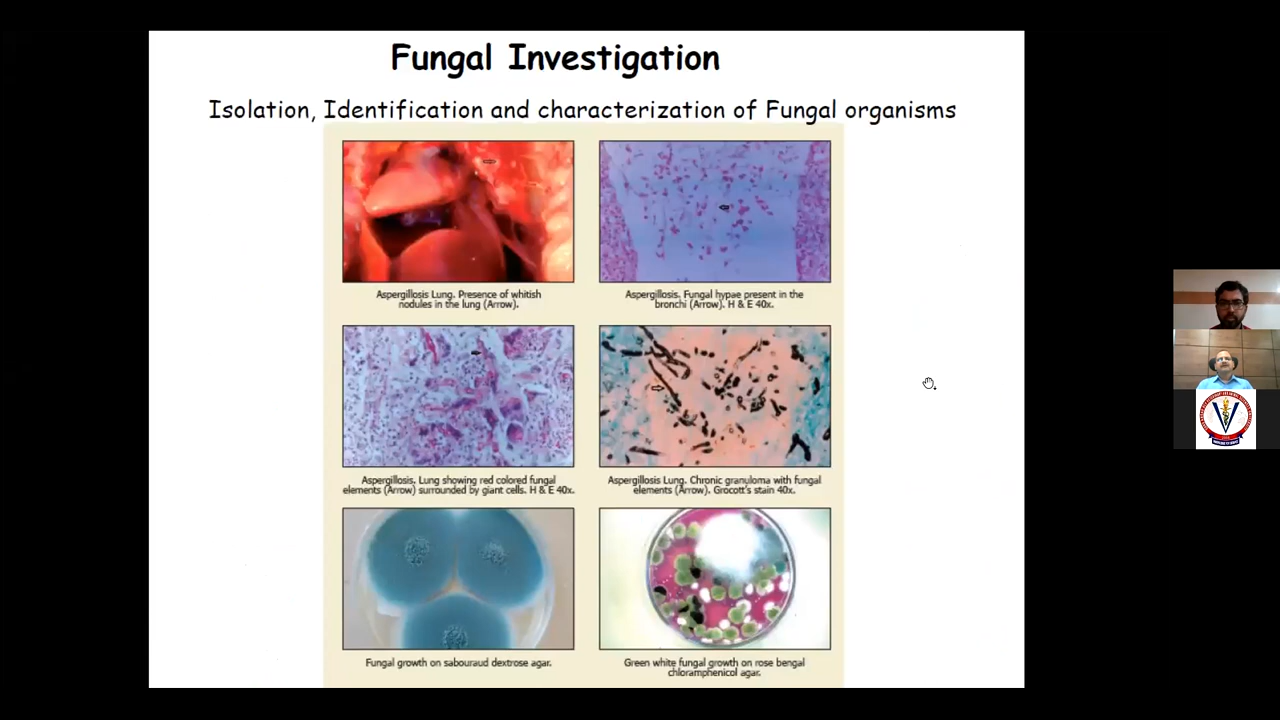 Fungal Investigation
Isolation, Identification and characterization of Fungal organisms
Aspergillosis Lung. Presence of whitish
nodules in the lung (Arrow).
Aspergillosis. Fungal hypae present in the
bronchi (Arrow). H & E 40x.
Aspergillosis. Lung showing red colored fungal
elements (Arrow) surrounded by giant cells. H & E 40x.
Aspergillosis Lung. Chronic granuloma with fungal
elements (Arrow). Grocott's stain 40x.
Fungal growth on sabouraud dextrose agar.
Green white fungal growth on rose bengal
chloramphenicol agar.
V